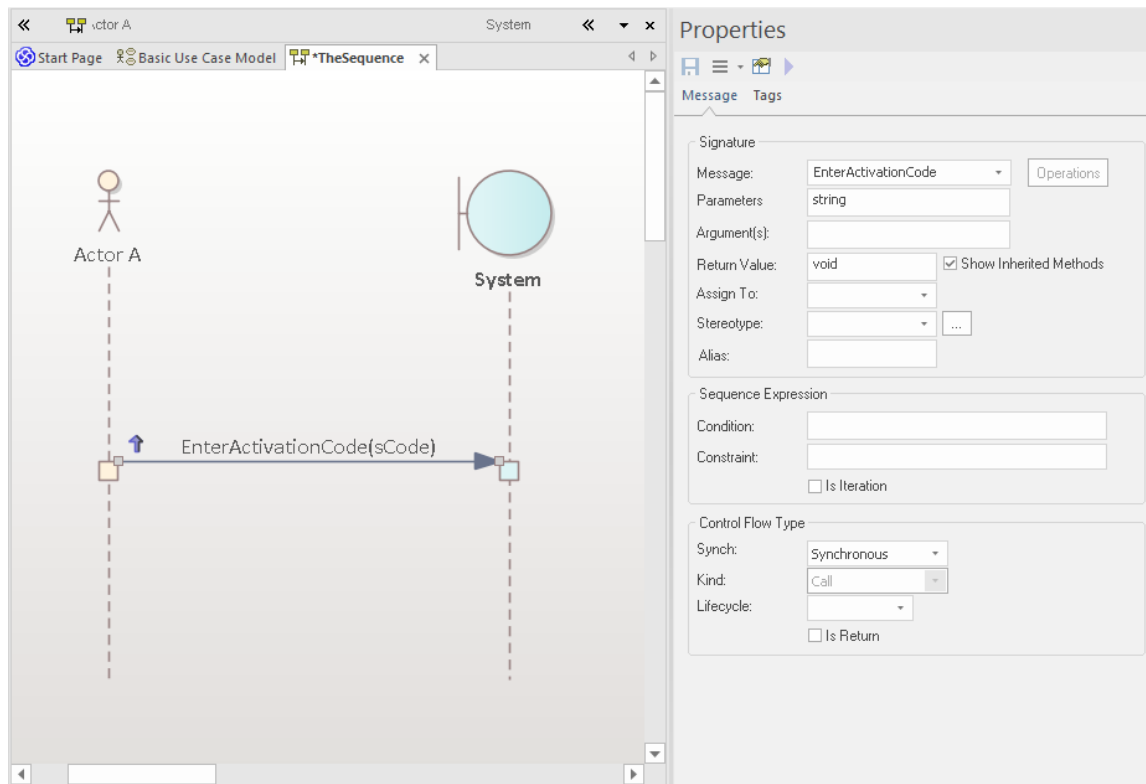 ctor A
System
Start Page
Basic Use Case Model
*TheSequence
Actor A
System
EnterActivationCode(sCode)
Properties
Message Tags
Signature
Message: EnterActivationCode Operations
Parameters string
Argument(s):
Return Value: void Show Inherited Methods
Assign To:
Stereotype: ...
Alias:
Sequence Expression
Condition:
Constraint:
Is Iteration
Control Flow Type
Synch: Synchronous
Kind: Call
Lifecycle:
Is Return